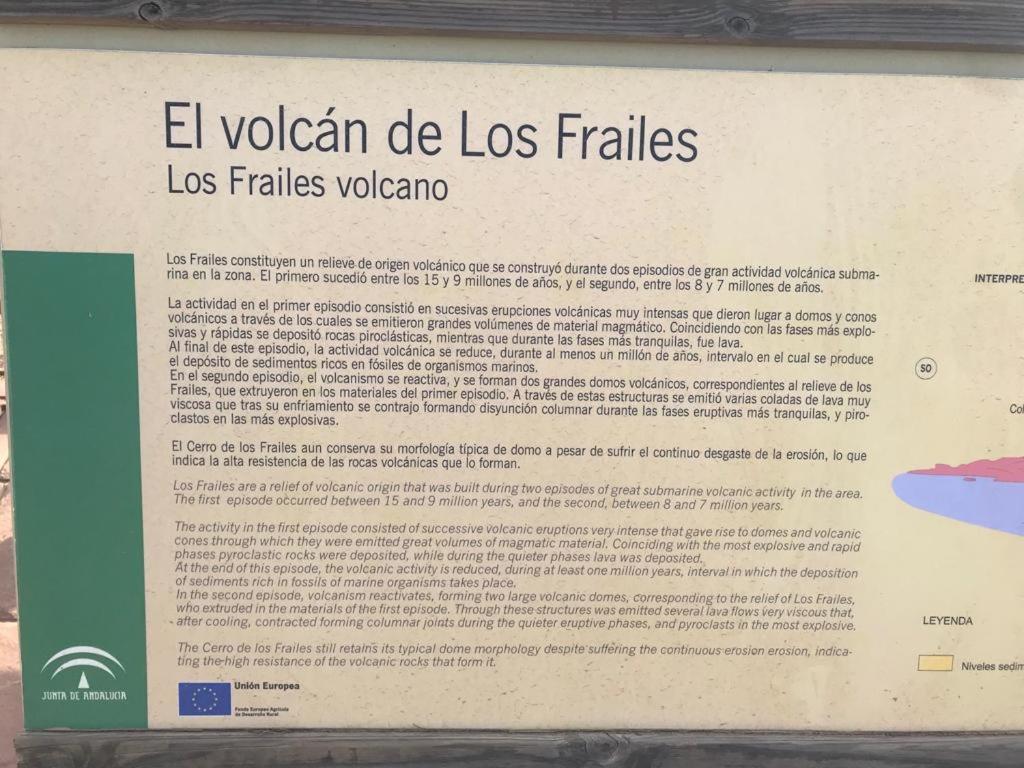 El volcán de Los Frailes
Los Frailes volcano
Los Frailes constituyen un relieve de origen volcánico que se construyó durante dos episodios de gran actividad volcánica subma-
rina en la zona. El primero sucedió entre los 15 y 9 millones de años, y el segundo, entre los 8 y 7 millones de años.
La actividad en el primer episodio consistió en sucesivas erupciones volcánicas muy intensas que dieron lugar a domos y conos
volcánicos a través de los cuales se emitieron grandes volúmenes de material magmático. Coincidiendo con las fases más explo-
sivas y rápidas se depositó rocas piroclásticas, mientras que durante las fases más tranquilas, fue lava.
Al final de este episodio, la actividad volcánica se reduce, durante al menos un millón de años, intervalo en el cual se produce
el depósito de sedimentos ricos en fósiles de organismos marinos.
En el segundo episodio, el volcanismo se reactiva, y se forman dos grandes domos volcánicos, correspondientes al relieve de los
Frailes, que extruyeron en los materiales del primer episodio. A través de estas estructuras se emitió varias coladas de lava muy
viscosa que tras su enfriamiento se contrajo formando disyunción columnar durante las fases eruptivas más tranquilas, y piro-
clastos en las más explosivas.
El Cerro de los Frailes aun conserva su morfología típica de domo a pesar de sufrir el continuo desgaste de la erosión, lo que
indica la alta resistencia de las rocas volcánicas que lo forman.
Los Frailes are a relief of volcanic origin that was built during two episodes of great submarine volcanic activity in the area.
The first episode occurred between 15 and 9 million years, and the second, between 8 and 7 million years.
The activity in the first episode consisted of successive volcanic eruptions very intense that gave rise to domes and volcanic
cones through which they were emitted great volumes of magmatic material. Coinciding with the most explosive and rapid
phases pyroclastic rocks were deposited, while during the quieter phases lava was deposited.
At the end of this episode, the volcanic activity is reduced, during at least one million years, interval in which the deposition
of sediments rich in fossils of marine organisms takes place.
In the second episode, volcanism reactivates, forming two large volcanic domes, corresponding to the relief of Los Frailes,
who extruded in the materials of the first episode. Through these structures was emitted several lava flows very viscous that,
after cooling, contracted forming columnar joints during the quieter eruptive phases, and pyroclasts in the most explosive.
The Cerro de los Frailes still retains its typical dome morphology despite suffering the continuous erosion erosion, indica-
ting the high resistance of the volcanic rocks that form it.
JUNTA DE ANDALUCIA
Unión Europea
Fondo Europeo Agrícola
de Desarrollo Rural
INTERPRE
SO
Col
LEYENDA
Niveles sedim